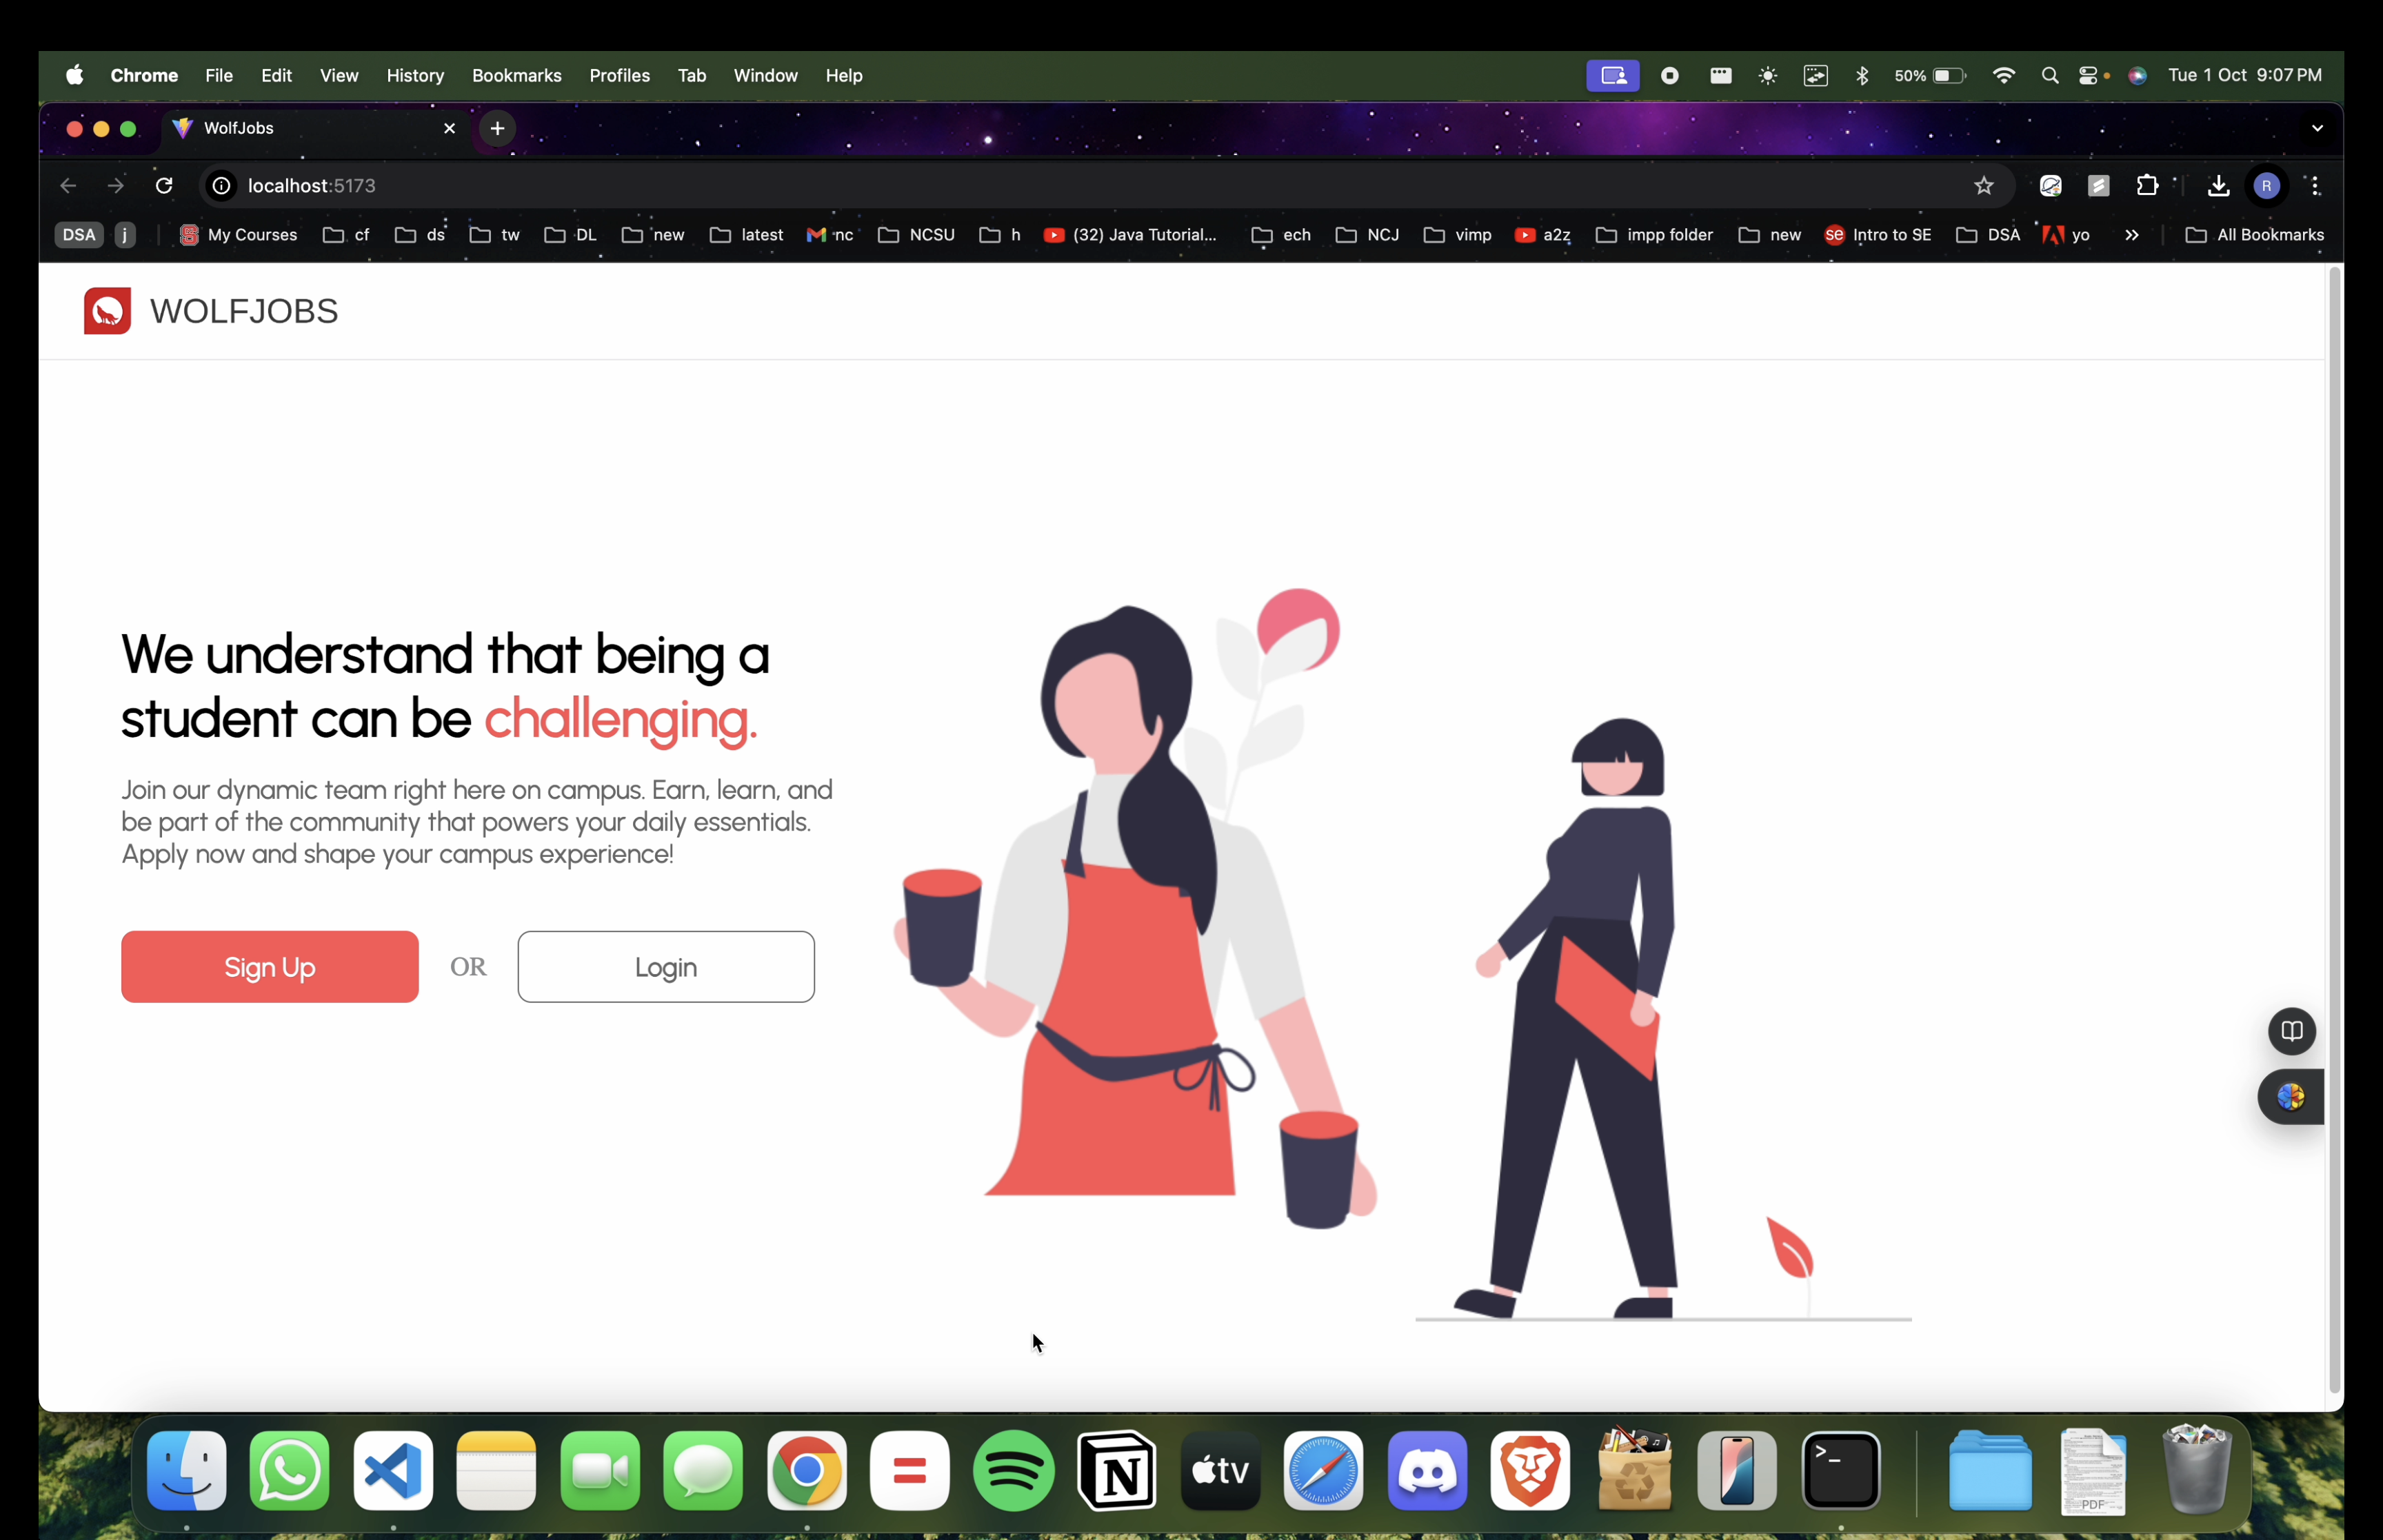 Chrome File Edit View History Bookmarks Profiles Tab Window Help 50% Tue 1 Oct 9:07 PM
WolfJobs
localhost:5173 R
DSA j My Courses cf ds tw DL new latest nc NCSU h (32) Java Tutorial... ech NCJ vimp a2z impp folder new se Intro to SE DSA yo All Bookmarks
WOLFJOBS
We understand that being a
student can be challenging.
Join our dynamic team right here on campus. Earn, learn, and
be part of the community that powers your daily essentials.
Apply now and shape your campus experience!
Sign Up OR Login
N tv >_ PDF